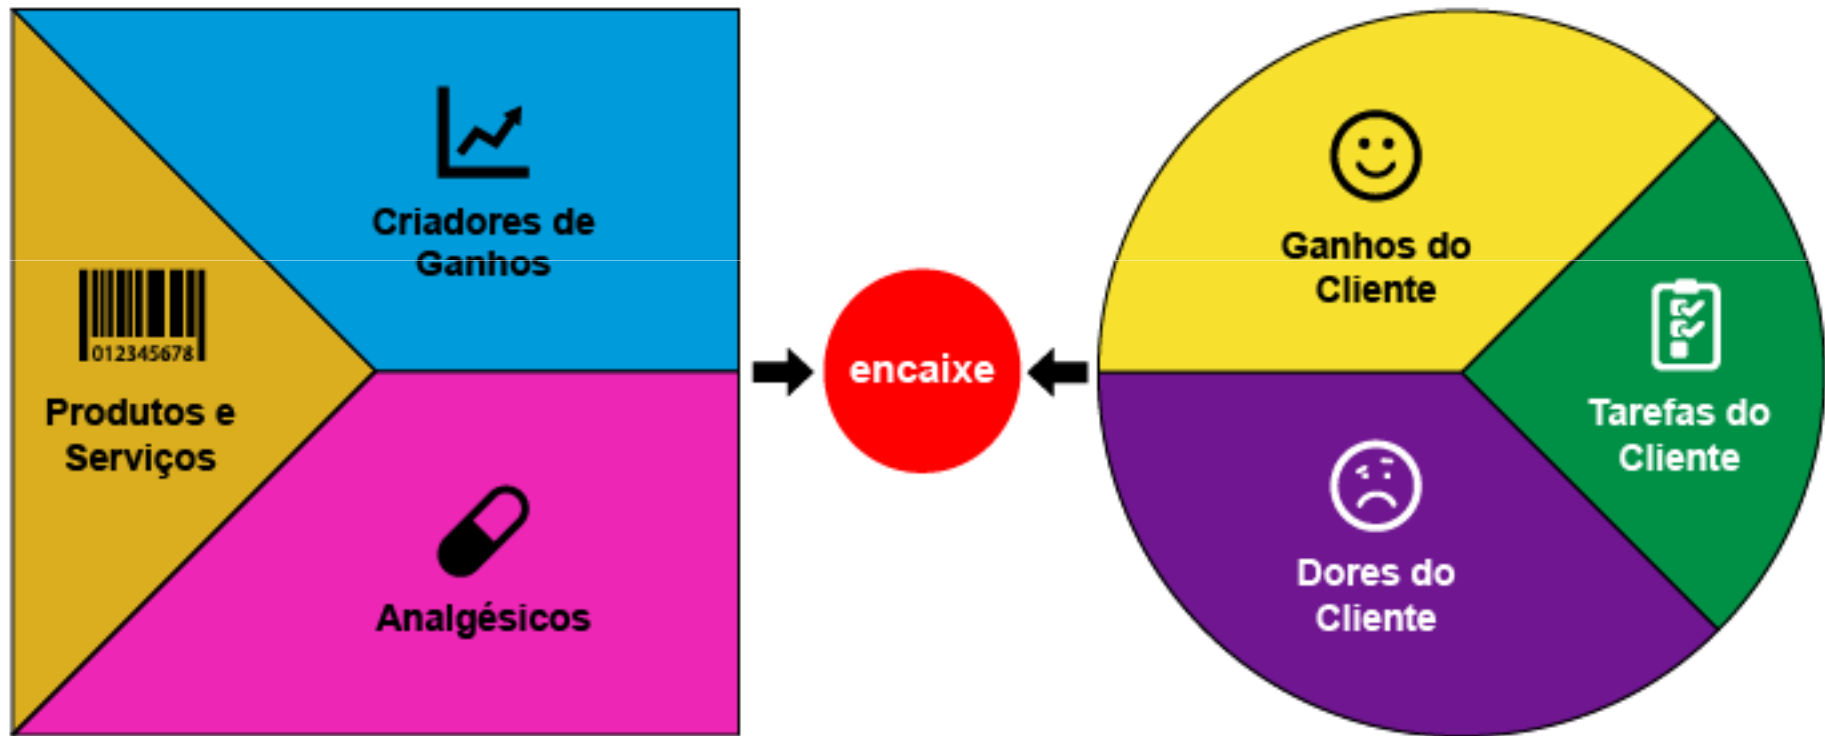 Criadores de
Ganhos
012345678
Produtos e
Serviços
Analgésicos
encaixe
Ganhos do
Cliente
Tarefas do
Cliente
Dores do
Cliente